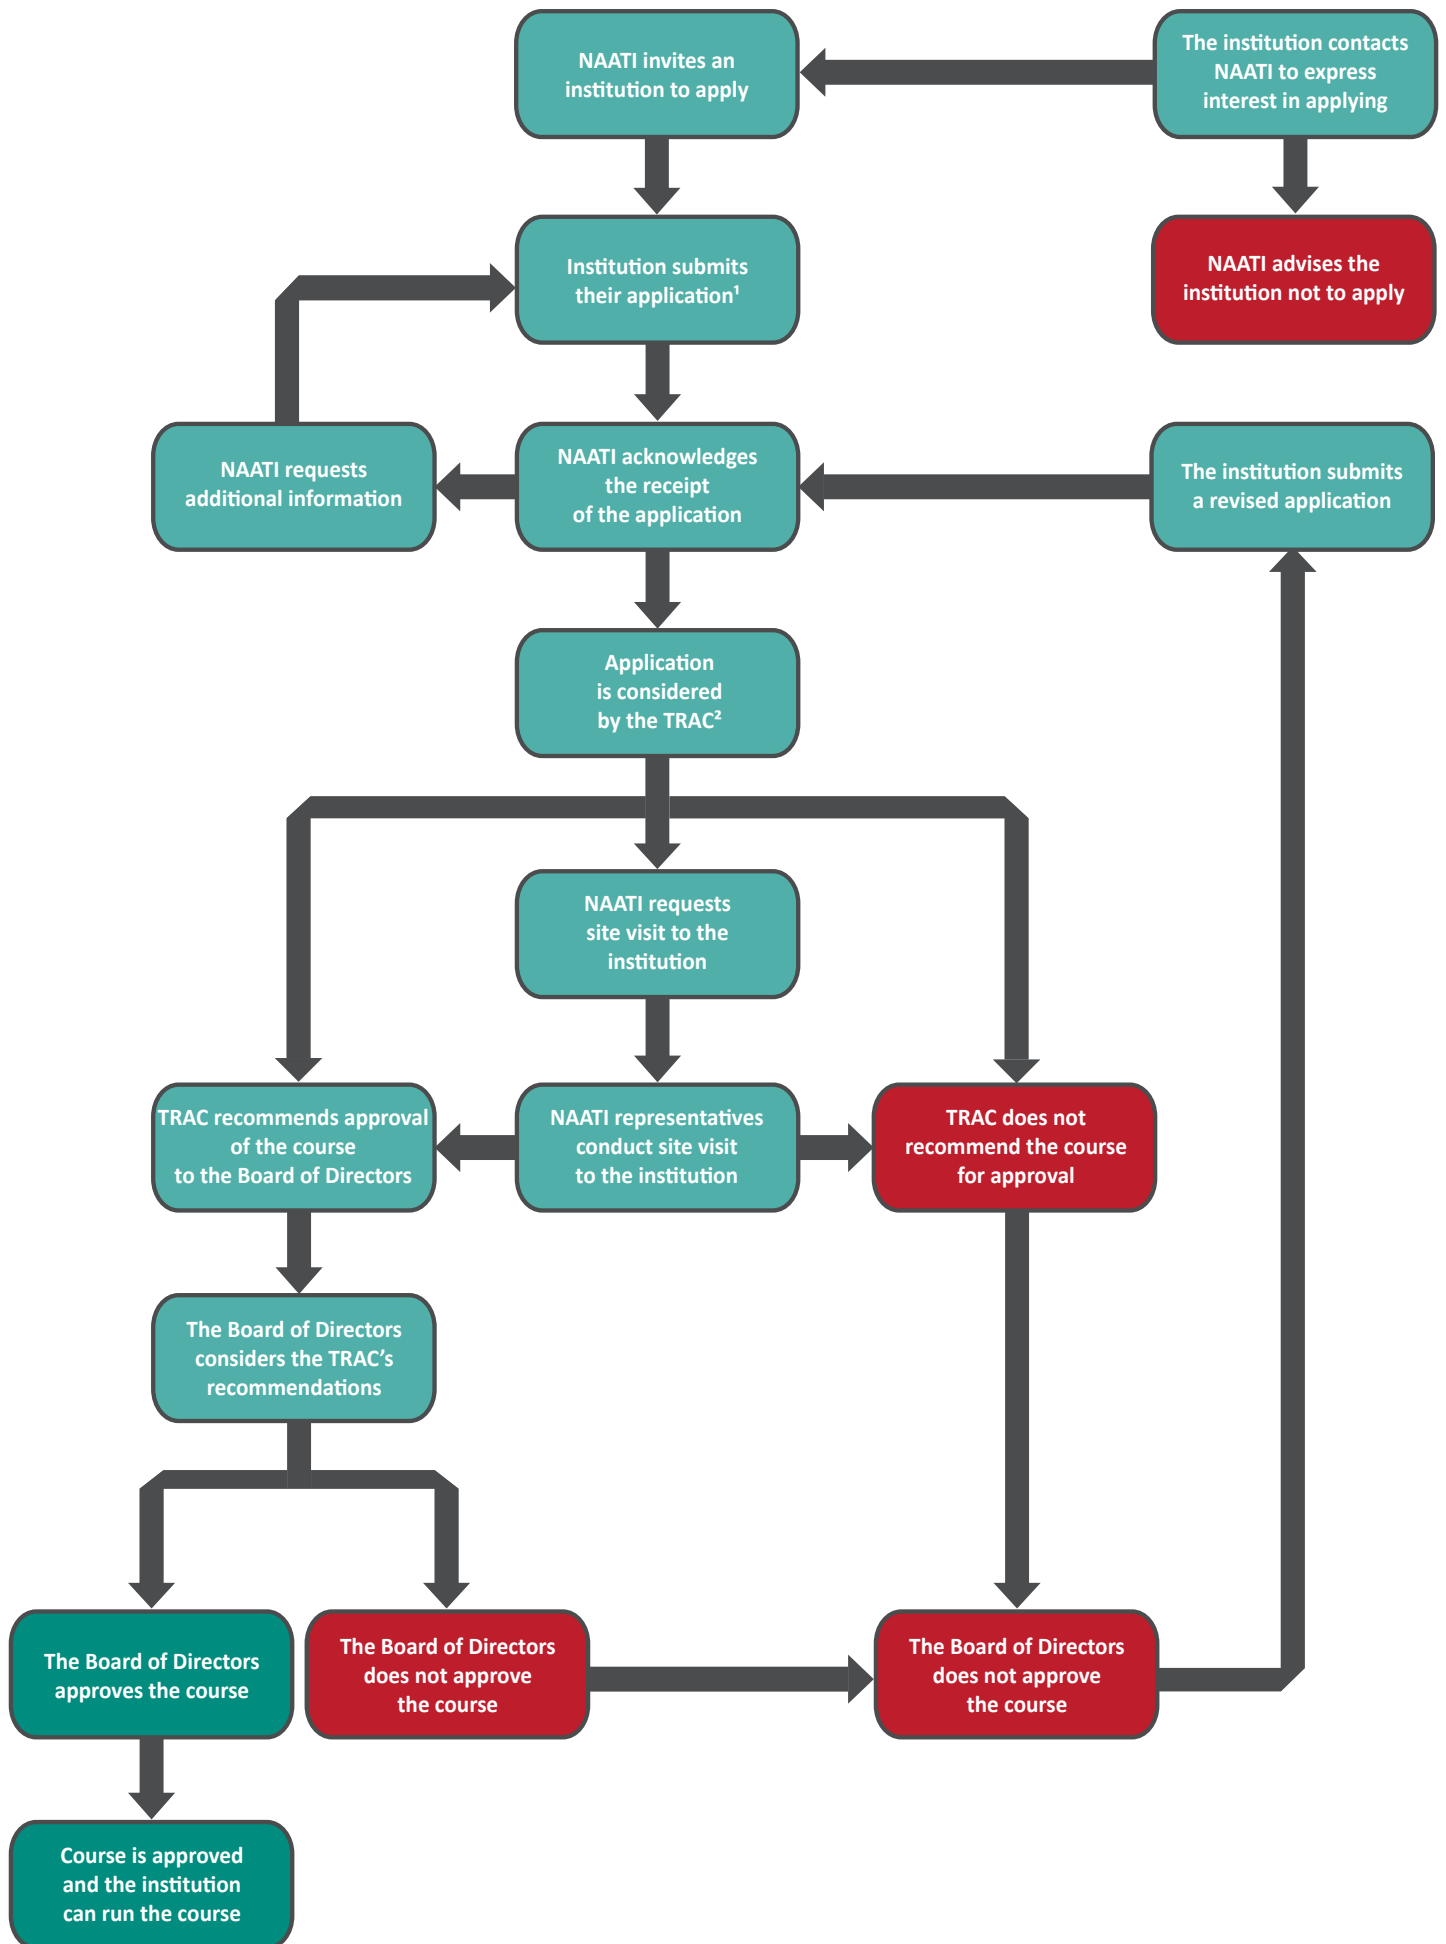 NAATI invites an
institution to apply
The institution contacts
NAATI to express
interest in applying
Institution submits
their application¹
NAATI advises the
institution not to apply
NAATI requests
additional information
NAATI acknowledges
the receipt
of the application
The institution submits
a revised application
Application
is considered
by the TRAC²
NAATI requests
site visit to the
institution
TRAC recommends approval
of the course
to the Board of Directors
NAATI representatives
conduct site visit
to the institution
TRAC does not
recommend the course
for approval
The Board of Directors
considers the TRAC’s
recommendations
The Board of Directors
approves the course
The Board of Directors
does not approve
the course
The Board of Directors
does not approve
the course
Course is approved
and the institution
can run the course